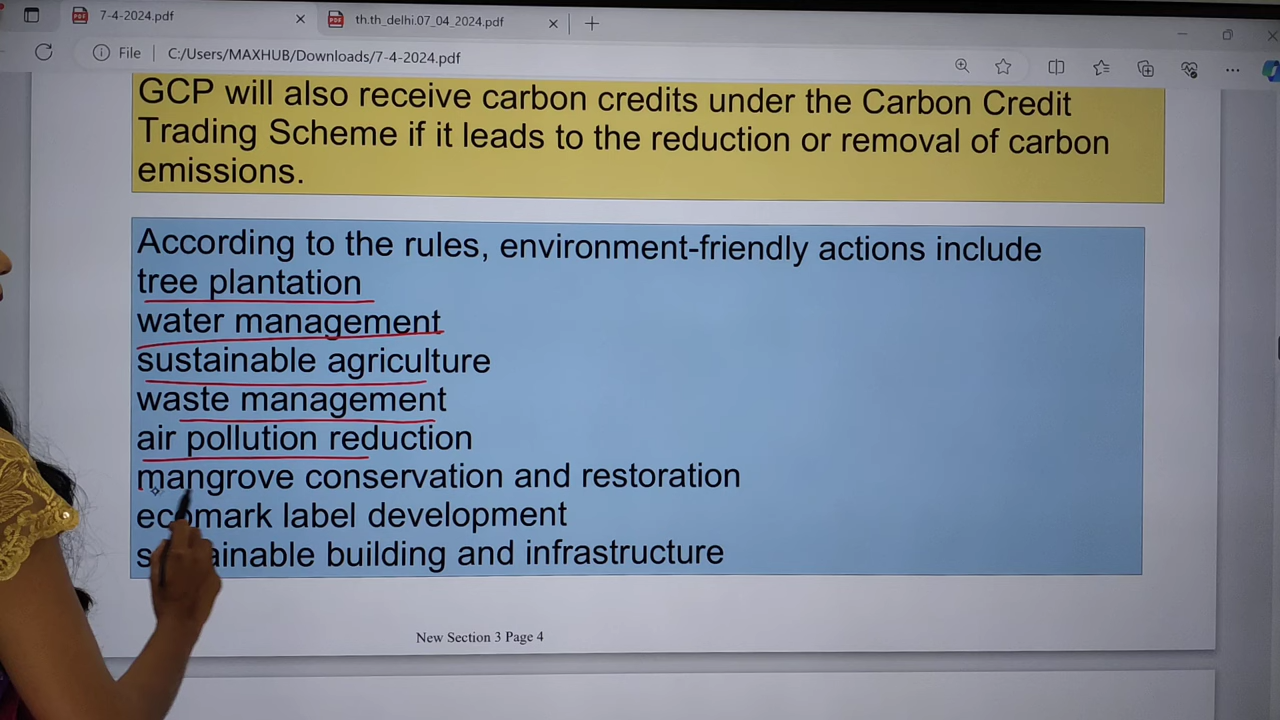 7-4-2024.pdf
th.th_delhi.07_04_2024.pdf
File
C:/Users/MAXHUB/Downloads/7-4-2024.pdf
GCP will also receive carbon credits under the Carbon Credit
Trading Scheme if it leads to the reduction or removal of carbon
emissions.
According to the rules, environment-friendly actions include
tree plantation
water management
sustainable agriculture
waste management
air pollution reduction
mangrove conservation and restoration
ecomark label development
sustainable building and infrastructure
New Section 3 Page 4